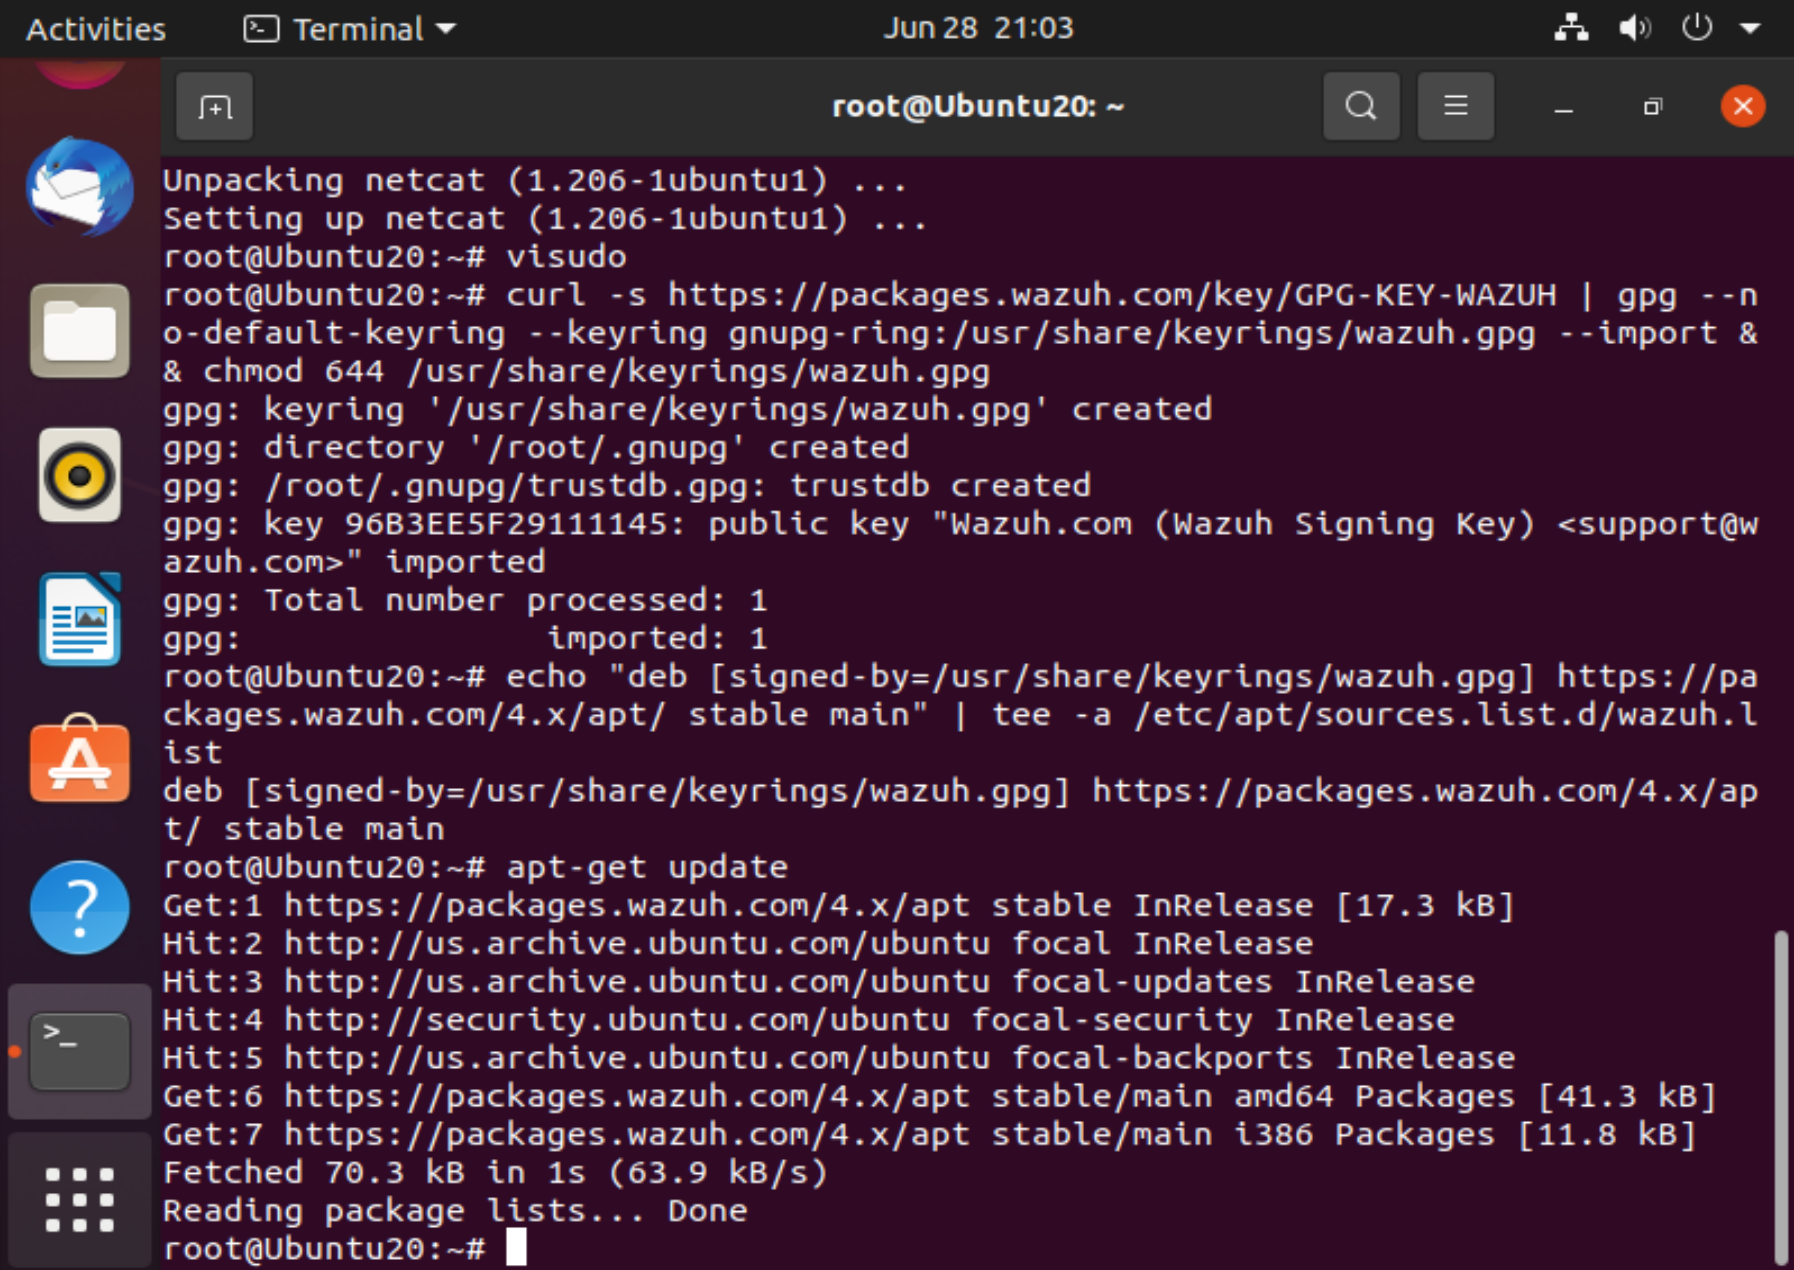 Activities
Terminal
Jun 28 21:03
root@Ubuntu20: ~
Unpacking netcat (1.206-1ubuntu1) ...
Setting up netcat (1.206-1ubuntu1) ...
root@Ubuntu20:~# visudo
root@Ubuntu20:~# curl -s https://packages.wazuh.com/key/GPG-KEY-WAZUH | gpg --n
o-default-keyring --keyring gnupg-ring:/usr/share/keyrings/wazuh.gpg --import &
& chmod 644 /usr/share/keyrings/wazuh.gpg
gpg: keyring '/usr/share/keyrings/wazuh.gpg' created
gpg: directory '/root/.gnupg' created
gpg: /root/.gnupg/trustdb.gpg: trustdb created
gpg: key 96B3EE5F29111145: public key "Wazuh.com (Wazuh Signing Key) <support@w
azuh.com>" imported
gpg: Total number processed: 1
gpg:               imported: 1
root@Ubuntu20:~# echo "deb [signed-by=/usr/share/keyrings/wazuh.gpg] https://pa
ckages.wazuh.com/4.x/apt/ stable main" | tee -a /etc/apt/sources.list.d/wazuh.l
ist
deb [signed-by=/usr/share/keyrings/wazuh.gpg] https://packages.wazuh.com/4.x/ap
t/ stable main
root@Ubuntu20:~# apt-get update
Get:1 https://packages.wazuh.com/4.x/apt stable InRelease [17.3 kB]
Hit:2 http://us.archive.ubuntu.com/ubuntu focal InRelease
Hit:3 http://us.archive.ubuntu.com/ubuntu focal-updates InRelease
Hit:4 http://security.ubuntu.com/ubuntu focal-security InRelease
Hit:5 http://us.archive.ubuntu.com/ubuntu focal-backports InRelease
Get:6 https://packages.wazuh.com/4.x/apt stable/main amd64 Packages [41.3 kB]
Get:7 https://packages.wazuh.com/4.x/apt stable/main i386 Packages [11.8 kB]
Fetched 70.3 kB in 1s (63.9 kB/s)
Reading package lists... Done
root@Ubuntu20:~#